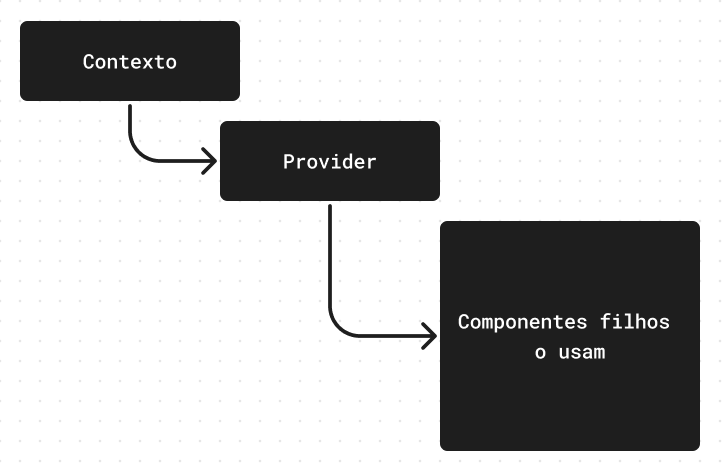 Contexto
Provider
Componentes filhos
o usam